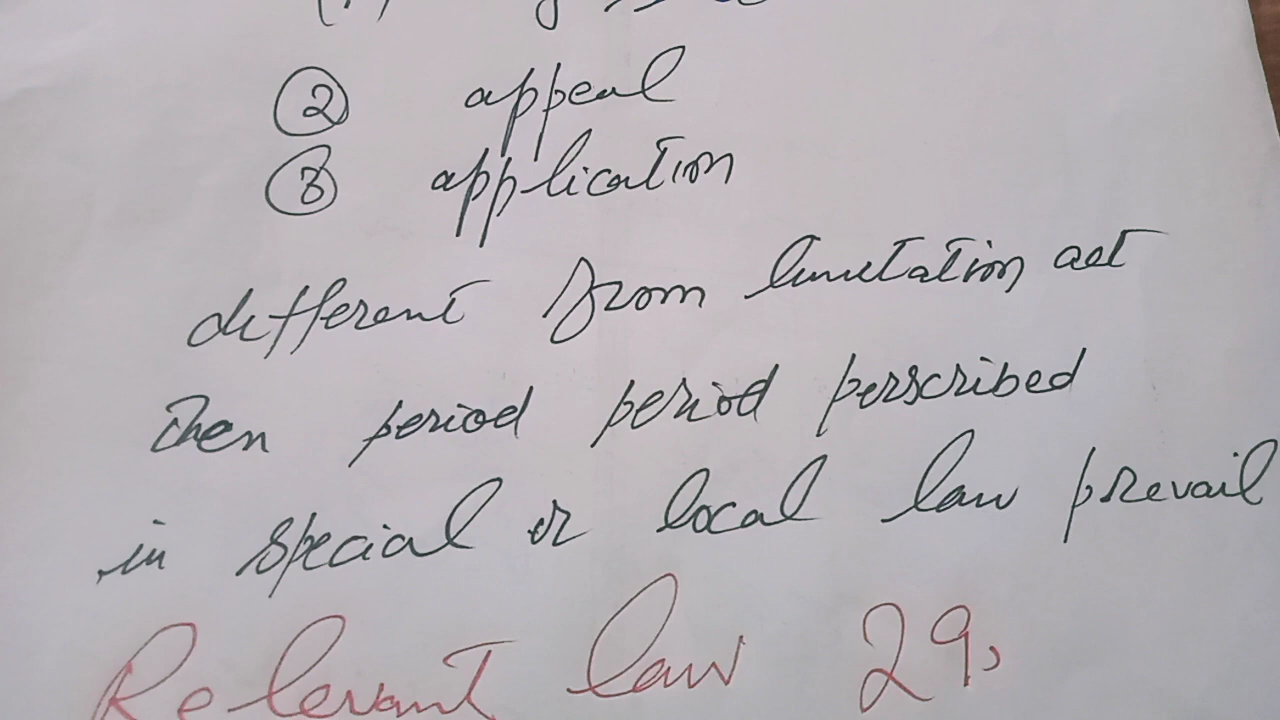 ② appeal
③ application
different from limitation act
Then period period perscribed
in special or local law prevail
Relevant law 29,